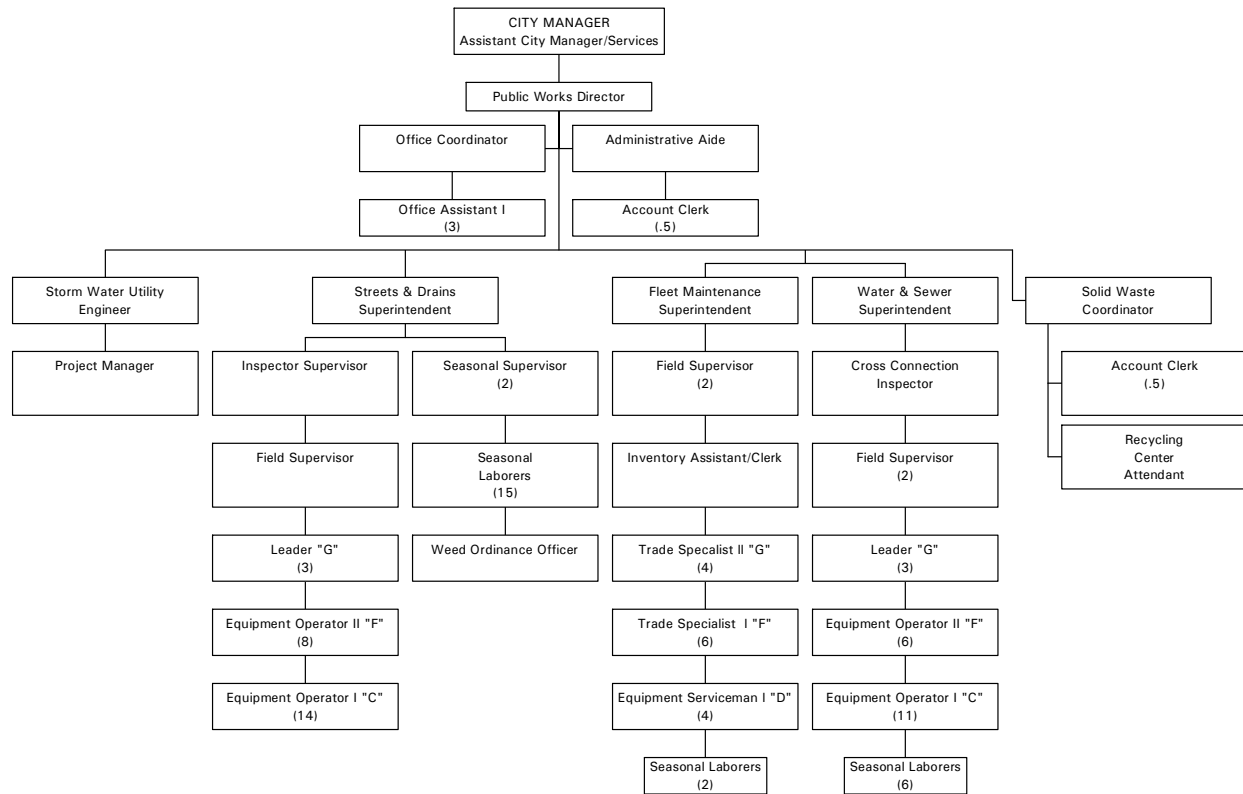 CITY MANAGER
Assistant City Manager/Services
Public Works Director
Office Coordinator
Administrative Aide
Office Assistant I
(3)
Account Clerk
(.5)
Storm Water Utility
Engineer
Streets & Drains
Superintendent
Fleet Maintenance
Superintendent
Water & Sewer
Superintendent
Solid Waste
Coordinator
Project Manager
Inspector Supervisor
Seasonal Supervisor
(2)
Field Supervisor
(2)
Cross Connection
Inspector
Account Clerk
(.5)
Field Supervisor
Seasonal
Laborers
(15)
Inventory Assistant/Clerk
Field Supervisor
(2)
Recycling
Center
Attendant
Leader "G"
(3)
Weed Ordinance Officer
Trade Specalist II "G"
(4)
Leader "G"
(3)
Equipment Operator II "F"
(8)
Trade Specialist I "F"
(6)
Equipment Operator II "F"
(6)
Equipment Operator I "C"
(14)
Equipment Serviceman I "D"
(4)
Equipment Operator I "C"
(11)
Seasonal Laborers
(2)
Seasonal Laborers
(6)